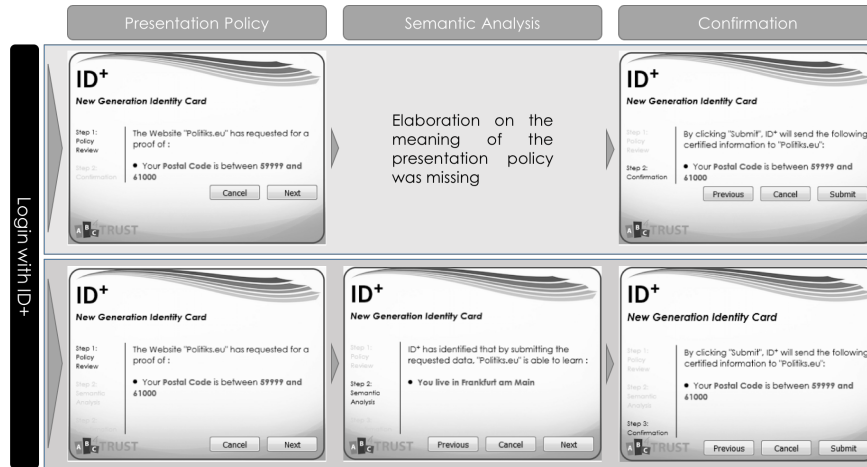 Presentation Policy
Semantic Analysis
Confirmation
Login with ID+
ID+
New Generation Identity Card
Step 1:
Policy
Review
Step 2:
Confirmation
The Website "Politiks.eu" has requested for a
proof of :
• Your Postal Code is between 59999 and
61000
Cancel
Next
ABC TRUST
Elaboration on the
meaning of the
presentation policy
was missing
ID+
New Generation Identity Card
Step 1:
Policy
Review
Step 2:
Confirmation
By clicking "Submit", ID+ will send the following
certified information to "Politiks.eu":
• Your Postal Code is between 59999 and
61000
Previous
Cancel
Submit
ABC TRUST
ID+
New Generation Identity Card
Step 1:
Policy
Review
Step 2:
Semantic
Analysis
The Website "Politiks.eu" has requested for a
proof of :
• Your Postal Code is between 59999 and
61000
Cancel
Next
ABC TRUST
ID+
New Generation Identity Card
Step 1:
Policy
Review
Step 2:
Semantic
Analysis
ID+ has identified that by submitting the
requested data, "Politiks.eu" is able to learn :
• You live in Frankfurt am Main
Previous
Cancel
Next
ABC TRUST
ID+
New Generation Identity Card
Step 1:
Policy
Review
Step 2:
Semantic
Analysis
Step 3:
Confirmation
By clicking "Submit", ID+ will send the following
certified information to "Politiks.eu":
• Your Postal Code is between 59999 and
61000
Previous
Cancel
Submit
ABC TRUST